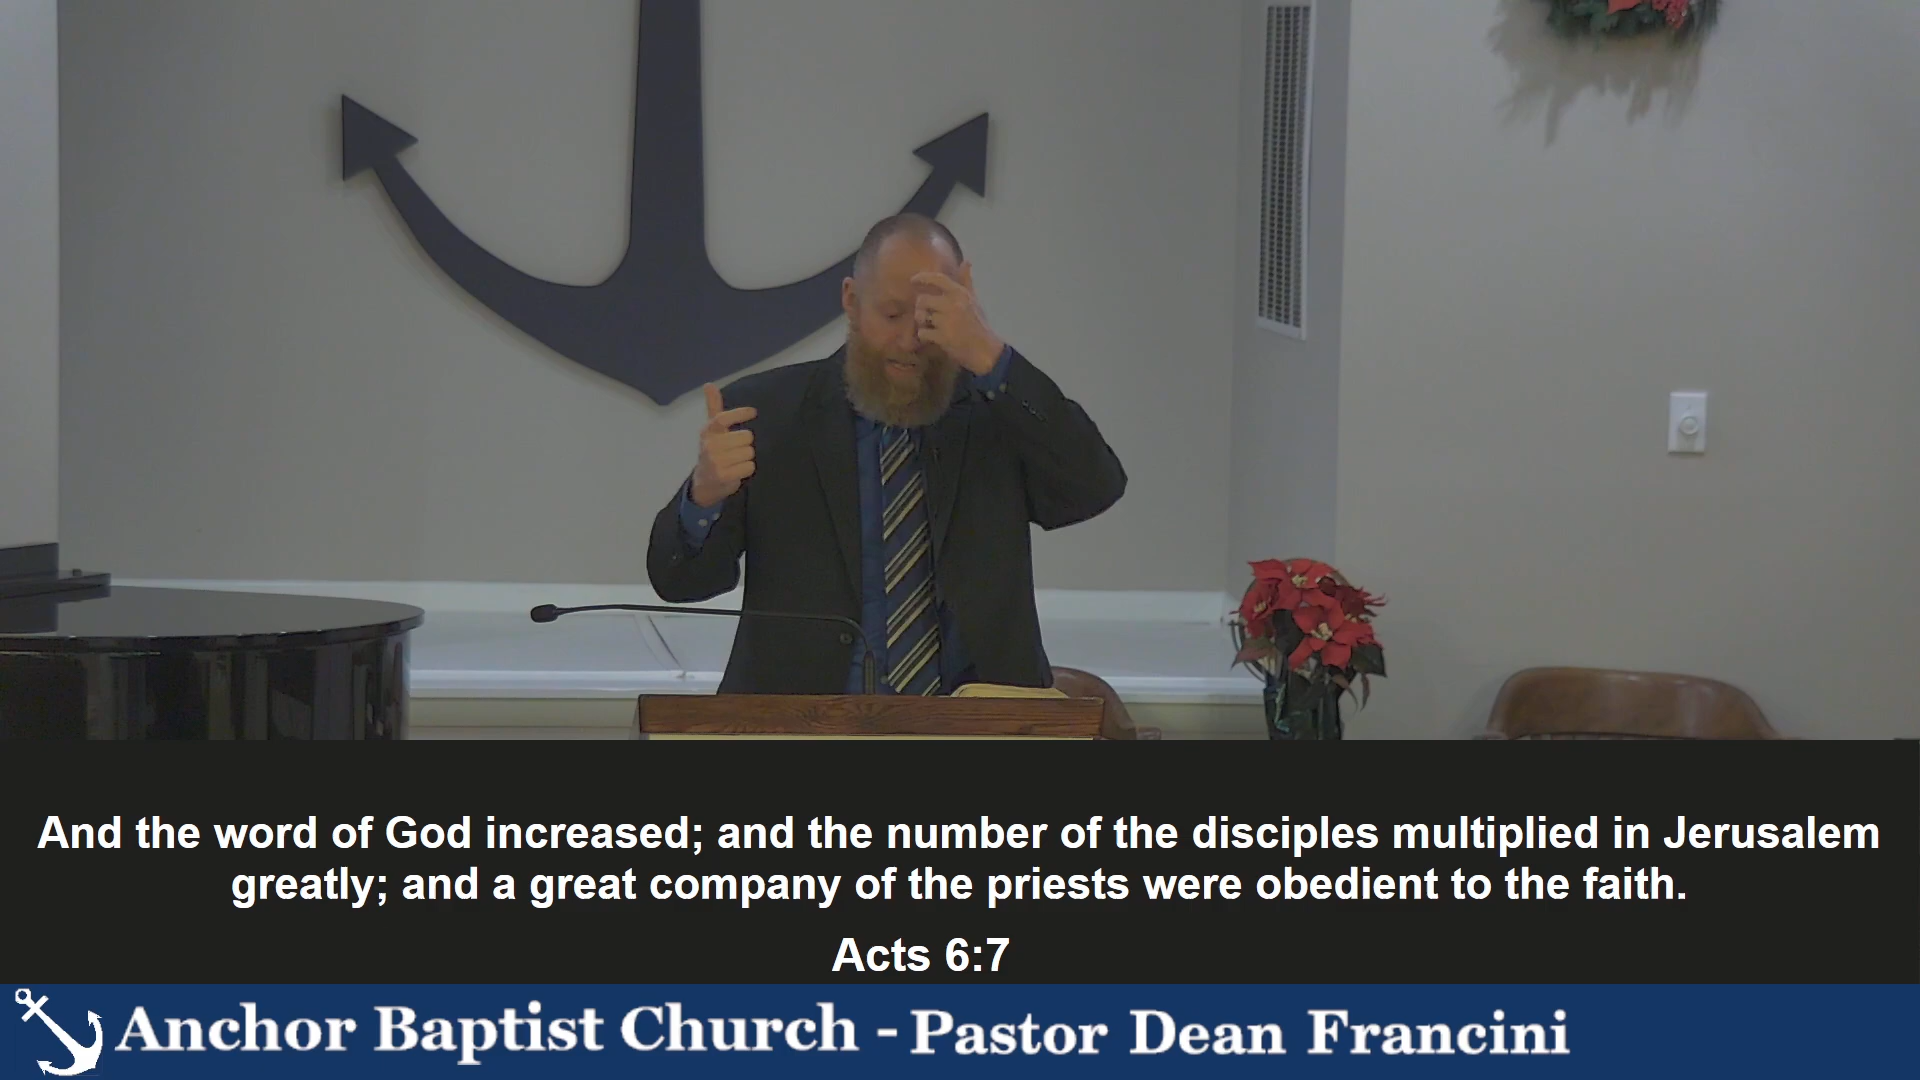 And the word of God increased; and the number of the disciples multiplied in Jerusalem
greatly; and a great company of the priests were obedient to the faith.
Acts 6:7
Anchor Baptist Church - Pastor Dean Francini